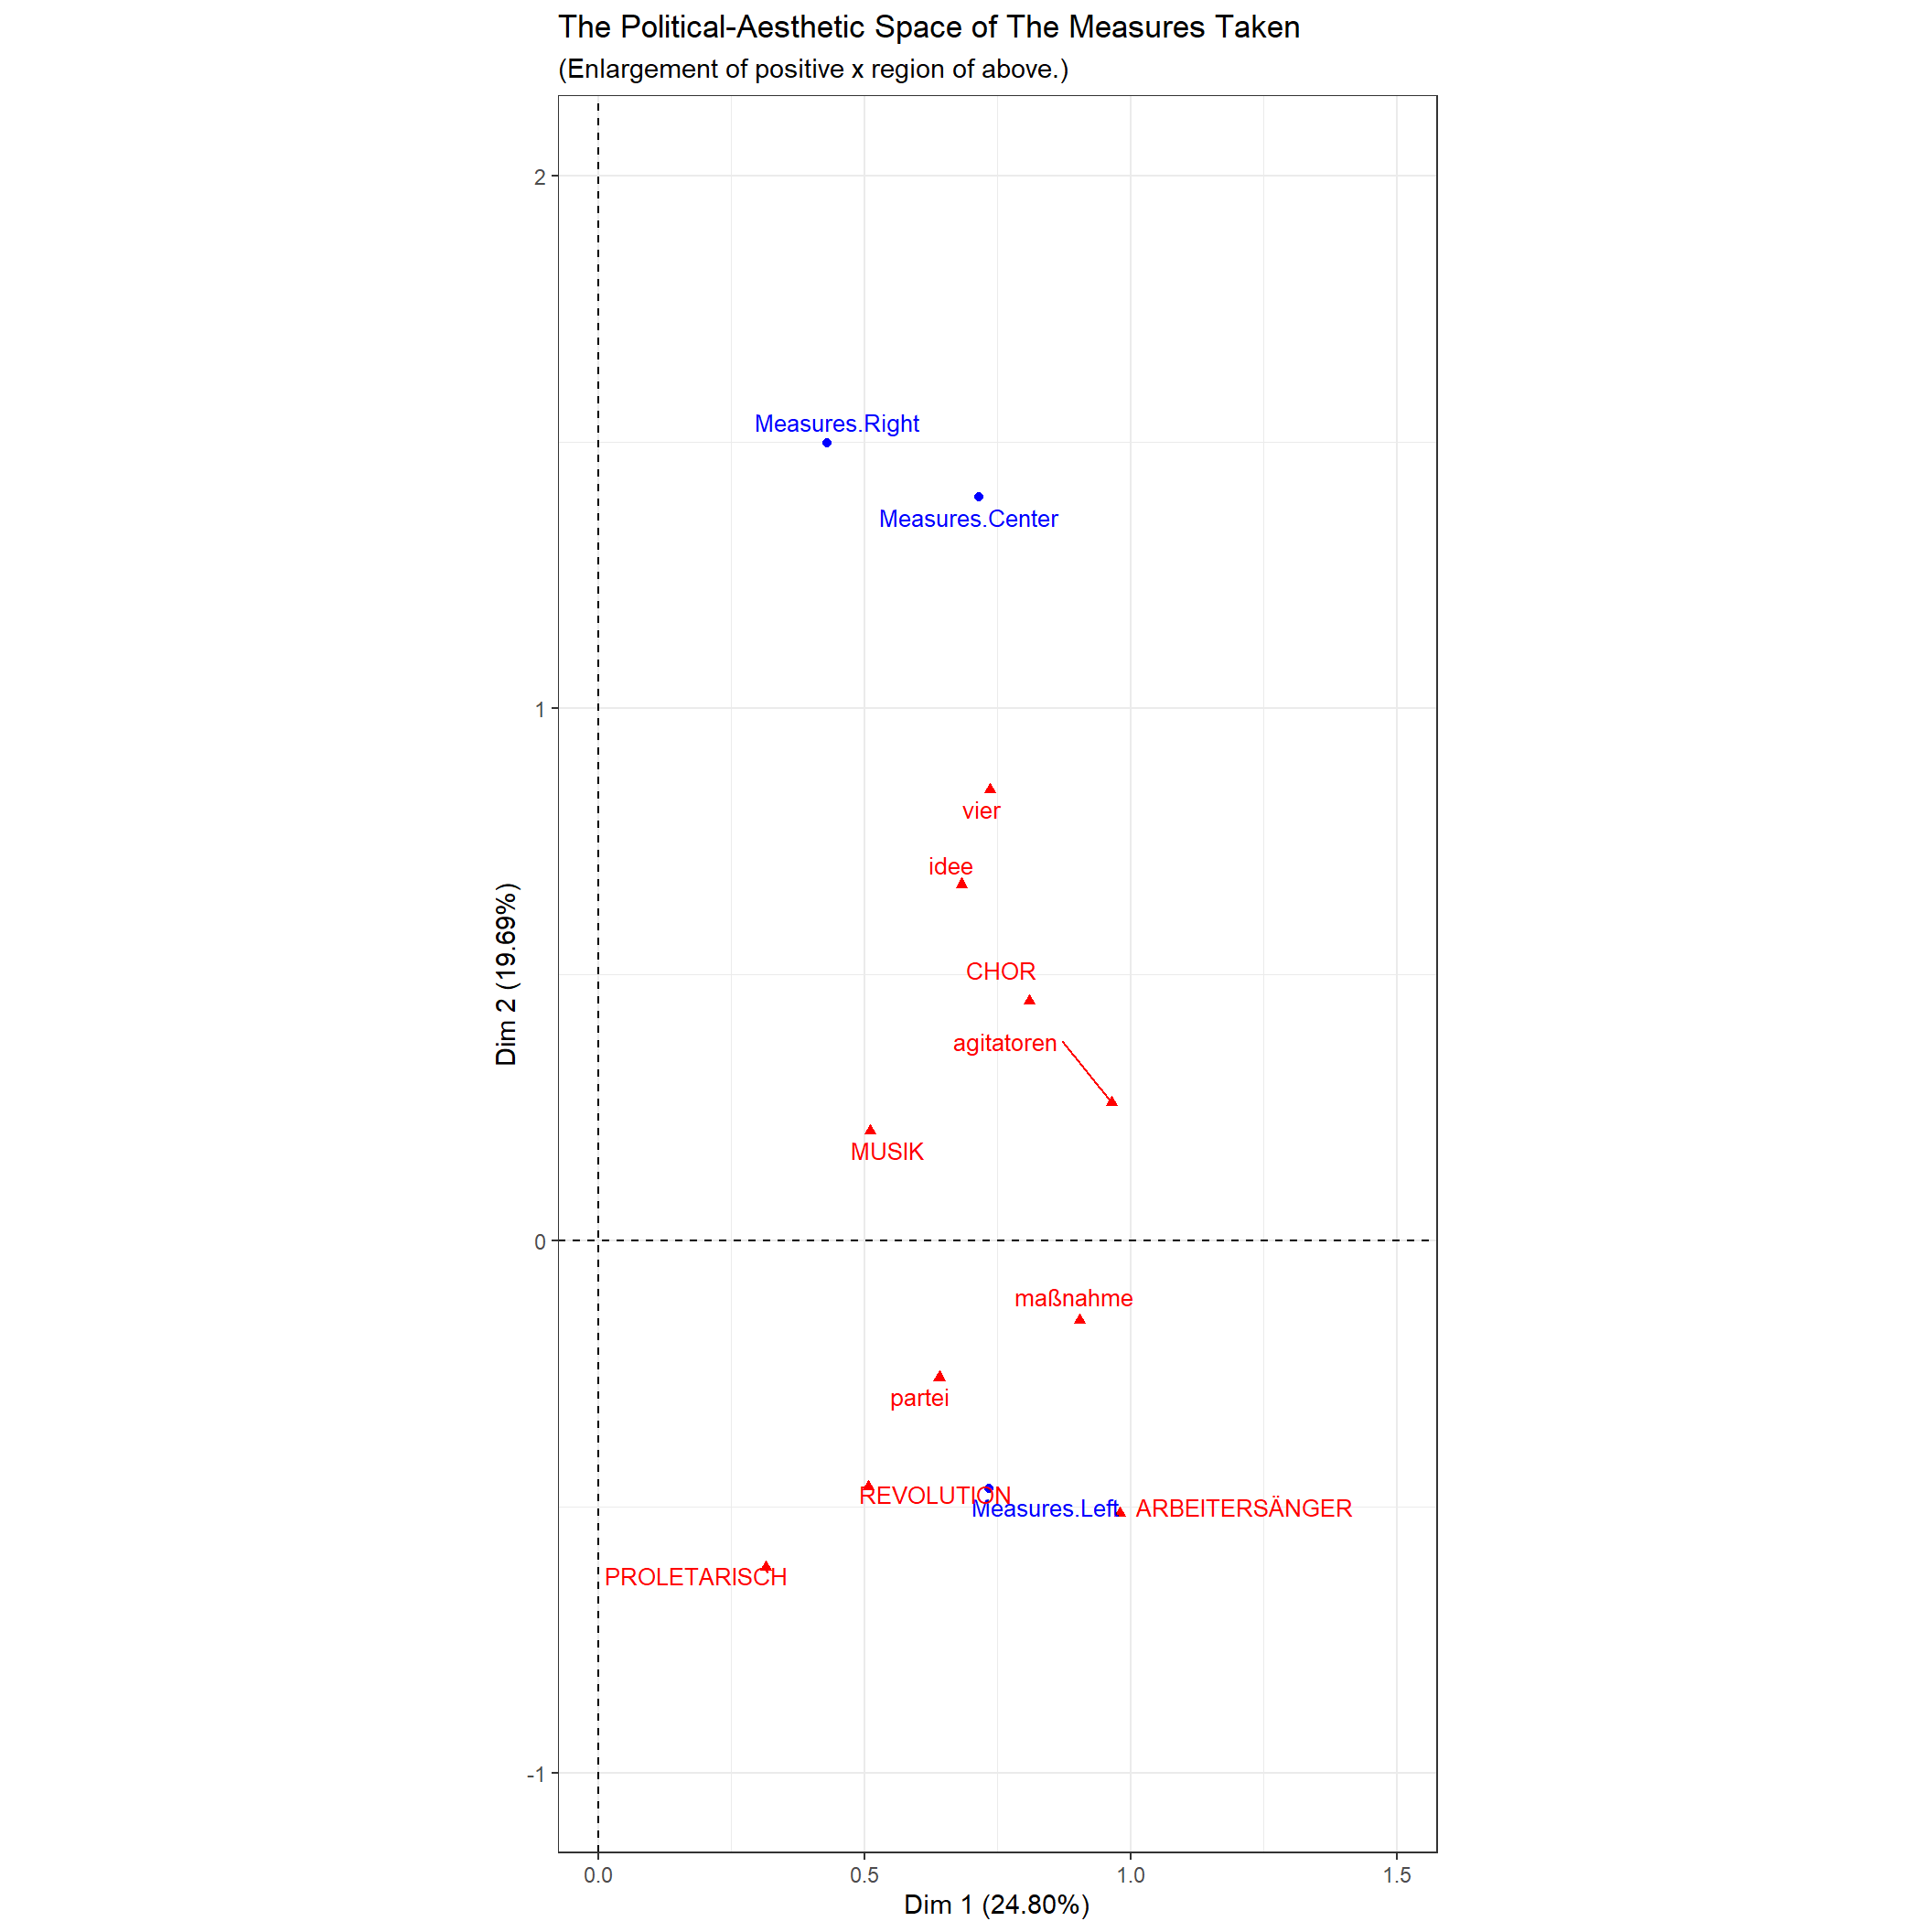 The Political-Aesthetic Space of The Measures Taken
(Enlargement of positive x region of above.)
2
Measures.Right
Measures.Center
1
vier
idee
CHOR
agitatoren
MUSIK
Dim 2 (19.69%)
0
maßnahme
partei
REVOLUTION
Measures.Left
ARBEITERSÄNGER
PROLETARISCH
-1
0.0
0.5
1.0
1.5
Dim 1 (24.80%)